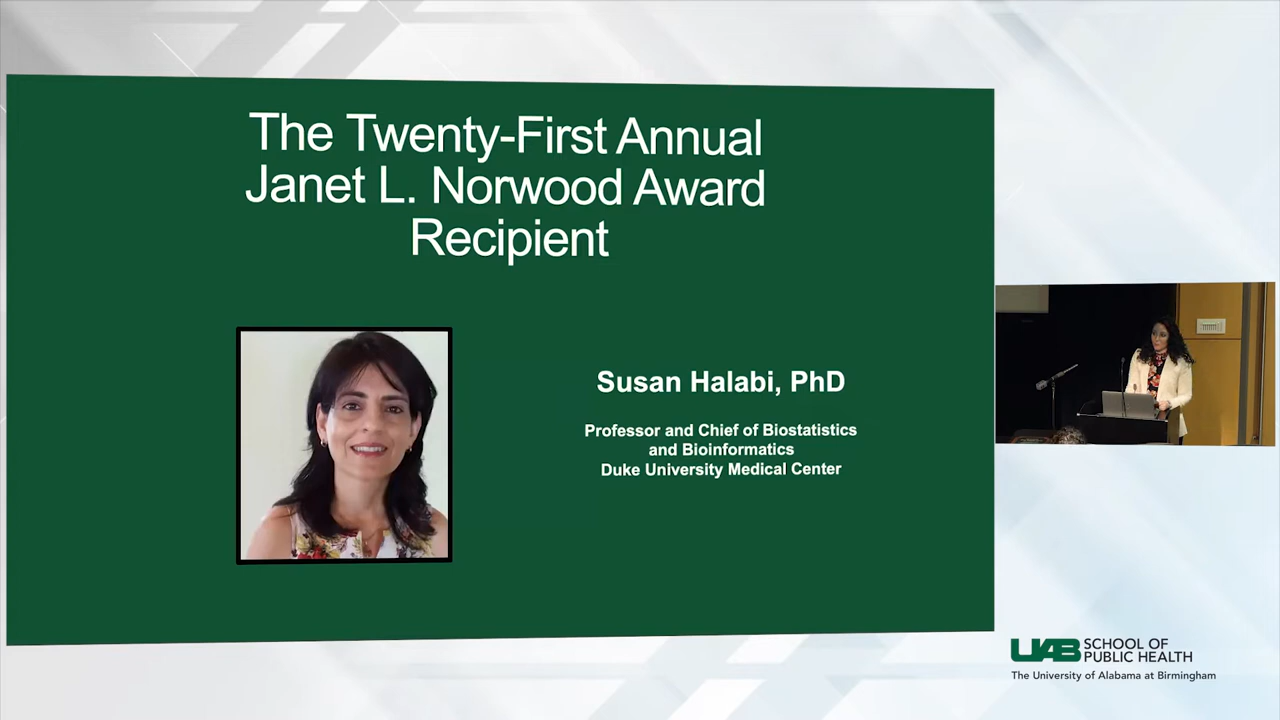 The Twenty-First Annual
Janet L. Norwood Award
Recipient
Susan Halabi, PhD
Professor and Chief of Biostatistics
and Bioinformatics
Duke University Medical Center
UAB SCHOOL OF
PUBLIC HEALTH
The University of Alabama at Birmingham